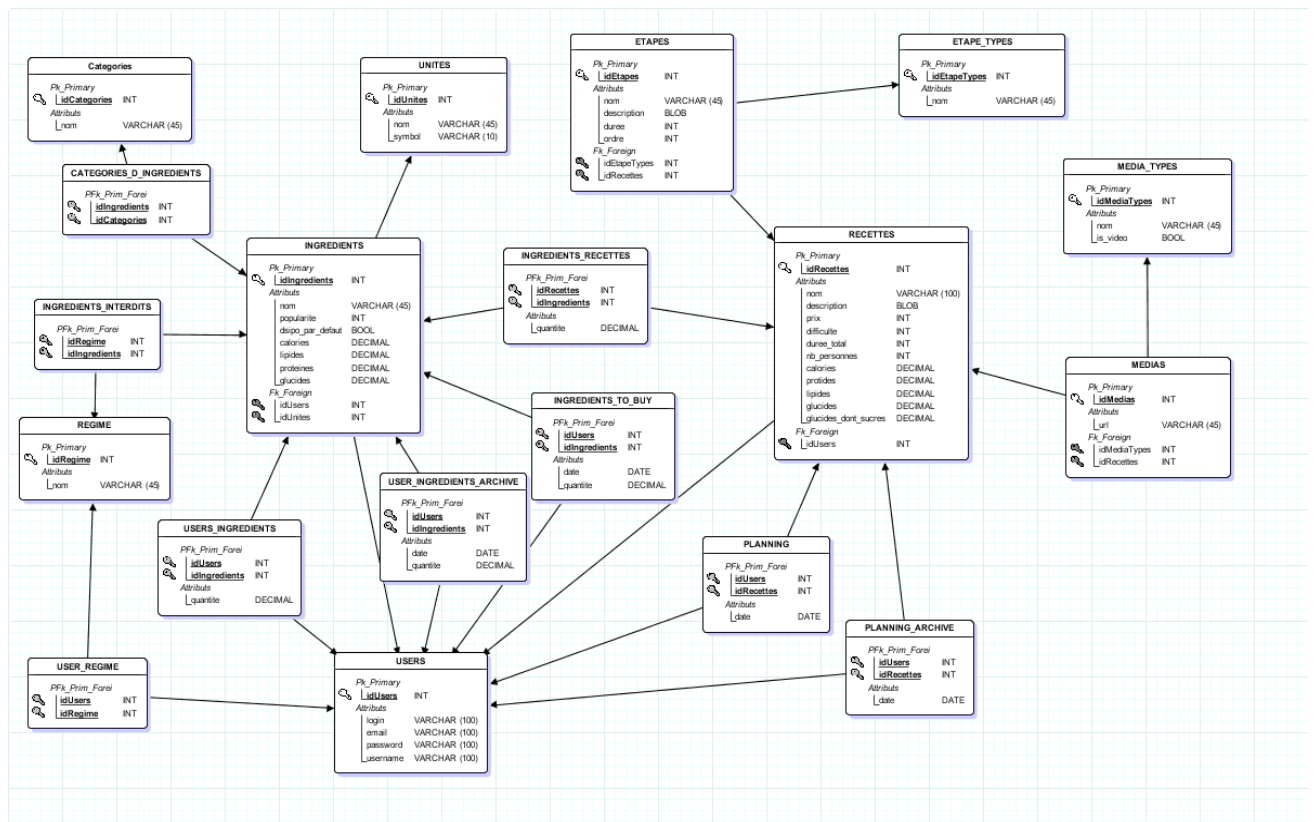 Categories
Pk_Primary
idCategories INT
Attributs
nom VARCHAR (45)
UNITES
Pk_Primary
idUnites INT
Attributs
nom VARCHAR (45)
symbol VARCHAR (10)
ETAPES
Pk_Primary
idEtapes INT
Attributs
nom VARCHAR (45)
description BLOB
duree INT
ordre INT
Fk_Foreign
idEtapeTypes INT
idRecettes INT
ETAPE_TYPES
Pk_Primary
idEtapeTypes INT
Attributs
nom VARCHAR (45)
CATEGORIES_D_INGREDIENTS
PFk_Prim_Forei
idIngredients INT
idCategories INT
MEDIA_TYPES
Pk_Primary
idMediaTypes INT
Attributs
nom VARCHAR (45)
is_video BOOL
INGREDIENTS
Pk_Primary
idIngredients INT
Attributs
nom VARCHAR (45)
popularite INT
dsipo_par_defaut BOOL
calories DECIMAL
lipides DECIMAL
proteines DECIMAL
glucides DECIMAL
Fk_Foreign
idUsers INT
idUnites INT
INGREDIENTS_RECETTES
PFk_Prim_Forei
idRecettes INT
idIngredients INT
Attributs
quantite DECIMAL
RECETTES
Pk_Primary
idRecettes INT
Attributs
nom VARCHAR (100)
description BLOB
prix INT
difficulte INT
duree_total INT
nb_personnes INT
calories DECIMAL
protides DECIMAL
lipides DECIMAL
glucides DECIMAL
glucides_dont_sucres DECIMAL
Fk_Foreign
idUsers INT
INGREDIENTS_INTERDITS
PFk_Prim_Forei
idRegime INT
idIngredients INT
MEDIAS
Pk_Primary
idMedias INT
Attributs
url VARCHAR (45)
Fk_Foreign
idMediaTypes INT
idRecettes INT
REGIME
Pk_Primary
idRegime INT
Attributs
nom VARCHAR (45)
INGREDIENTS_TO_BUY
PFk_Prim_Forei
idUsers INT
idIngredients INT
Attributs
date DATE
quantite DECIMAL
USER_INGREDIENTS_ARCHIVE
PFk_Prim_Forei
idUsers INT
idIngredients INT
Attributs
date DATE
quantite DECIMAL
USERS_INGREDIENTS
PFk_Prim_Forei
idUsers INT
idIngredients INT
Attributs
quantite DECIMAL
PLANNING
PFk_Prim_Forei
idUsers INT
idRecettes INT
Attributs
date DATE
PLANNING_ARCHIVE
PFk_Prim_Forei
idUsers INT
idRecettes INT
Attributs
date DATE
USER_REGIME
PFk_Prim_Forei
idUsers INT
idRegime INT
USERS
Pk_Primary
idUsers INT
Attributs
login VARCHAR (100)
email VARCHAR (100)
password VARCHAR (100)
username VARCHAR (100)